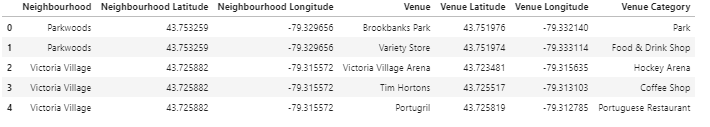 Neighbourhood Neighbourhood Latitude Neighbourhood Longitude Venue Venue Latitude Venue Longitude Venue Category
0 Parkwoods 43.753259 -79.329656 Brookbanks Park 43.751976 -79.332140 Park
1 Parkwoods 43.753259 -79.329656 Variety Store 43.751974 -79.333114 Food & Drink Shop
2 Victoria Village 43.725882 -79.315572 Victoria Village Arena 43.723481 -79.315635 Hockey Arena
3 Victoria Village 43.725882 -79.315572 Tim Hortons 43.725517 -79.313103 Coffee Shop
4 Victoria Village 43.725882 -79.315572 Portugril 43.725819 -79.312785 Portuguese Restaurant